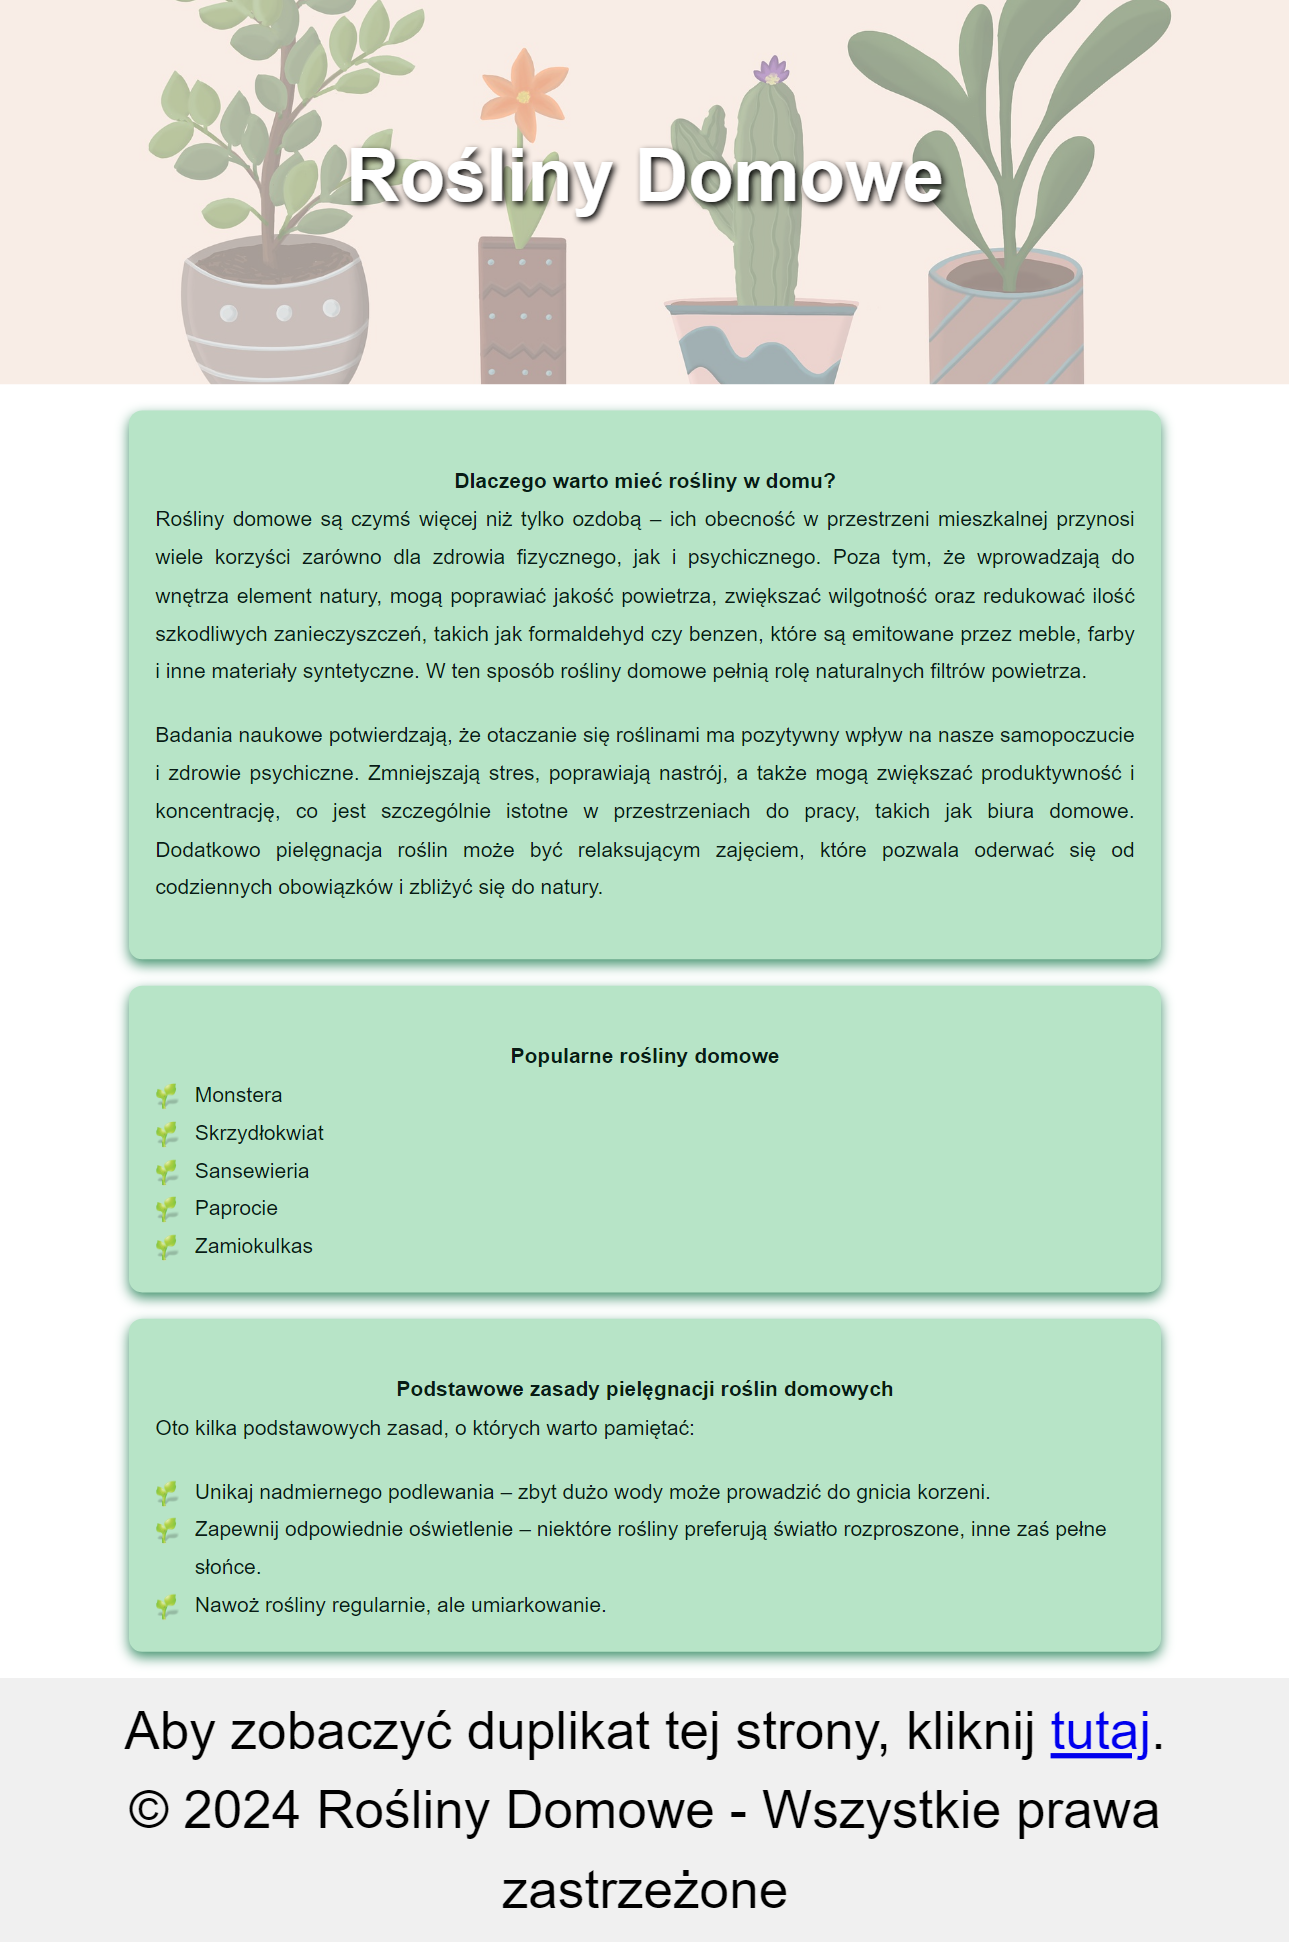 Rośliny Domowe
Dlaczego warto mieć rośliny w domu?
Rośliny domowe są czymś więcej niż tylko ozdobą – ich obecność w przestrzeni mieszkalnej przynosi
wiele korzyści zarówno dla zdrowia fizycznego, jak i psychicznego. Poza tym, że wprowadzają do
wnętrza element natury, mogą poprawiać jakość powietrza, zwiększać wilgotność oraz redukować ilość
szkodliwych zanieczyszczeń, takich jak formaldehyd czy benzen, które są emitowane przez meble, farby
i inne materiały syntetyczne. W ten sposób rośliny domowe pełnią rolę naturalnych filtrów powietrza.
Badania naukowe potwierdzają, że otaczanie się roślinami ma pozytywny wpływ na nasze samopoczucie
i zdrowie psychiczne. Zmniejszają stres, poprawiają nastrój, a także mogą zwiększać produktywność i
koncentrację, co jest szczególnie istotne w przestrzeniach do pracy, takich jak biura domowe.
Dodatkowo pielęgnacja roślin może być relaksującym zajęciem, które pozwala oderwać się od
codziennych obowiązków i zbliżyć się do natury.
Popularne rośliny domowe
Monstera
Skrzydłokwiat
Sansewieria
Paprocie
Zamiokulkas
Podstawowe zasady pielęgnacji roślin domowych
Oto kilka podstawowych zasad, o których warto pamiętać:
Unikaj nadmiernego podlewania – zbyt dużo wody może prowadzić do gnicia korzeni.
Zapewnij odpowiednie oświetlenie – niektóre rośliny preferują światło rozproszone, inne zaś pełne
słońce.
Nawoż rośliny regularnie, ale umiarkowanie.
Aby zobaczyć duplikat tej strony, kliknij tutaj.
© 2024 Rośliny Domowe - Wszystkie prawa
zastrzeżone